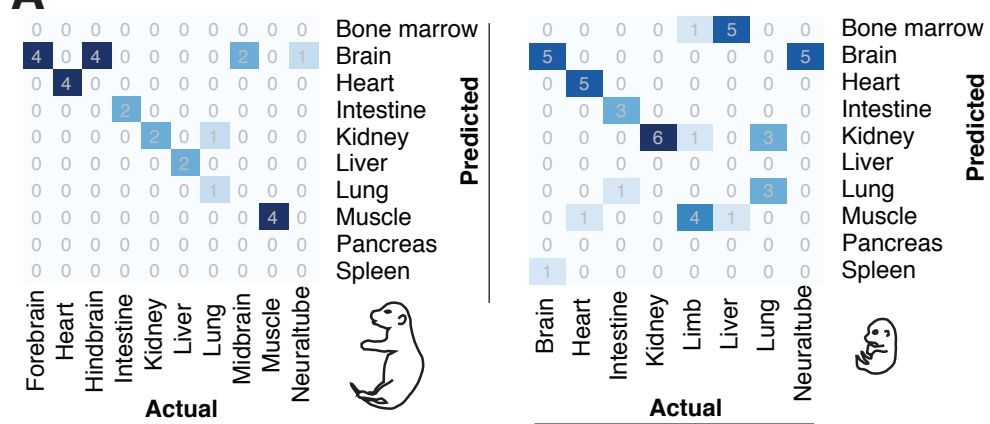 A
0 0 0 0 0 0 0 0 0 0 Bone marrow
4 0 4 0 0 0 0 2 0 1 Brain
0 4 0 0 0 0 0 0 0 0 Heart
0 0 0 2 0 0 0 0 0 0 Intestine
0 0 0 0 2 0 1 0 0 0 Kidney
0 0 0 0 0 2 0 0 0 0 Liver
0 0 0 0 0 0 1 0 0 0 Lung
0 0 0 0 0 0 0 0 4 0 Muscle
0 0 0 0 0 0 0 0 0 0 Pancreas
0 0 0 0 0 0 0 0 0 0 Spleen
Predicted
Forebrain
Heart
Hindbrain
Intestine
Kidney
Liver
Lung
Midbrain
Muscle
Neuraltube
Actual
0 0 0 0 1 5 0 0 Bone marrow
5 0 0 0 0 0 0 5 Brain
0 5 0 0 0 0 0 0 Heart
0 0 3 0 0 0 0 0 Intestine
0 0 0 6 1 0 3 0 Kidney
0 0 0 0 0 0 0 0 Liver
0 0 1 0 0 0 3 0 Lung
0 1 0 0 4 1 0 0 Muscle
0 0 0 0 0 0 0 0 Pancreas
1 0 0 0 0 0 0 0 Spleen
Predicted
Brain
Heart
Intestine
Kidney
Limb
Liver
Lung
Neuraltube
Actual